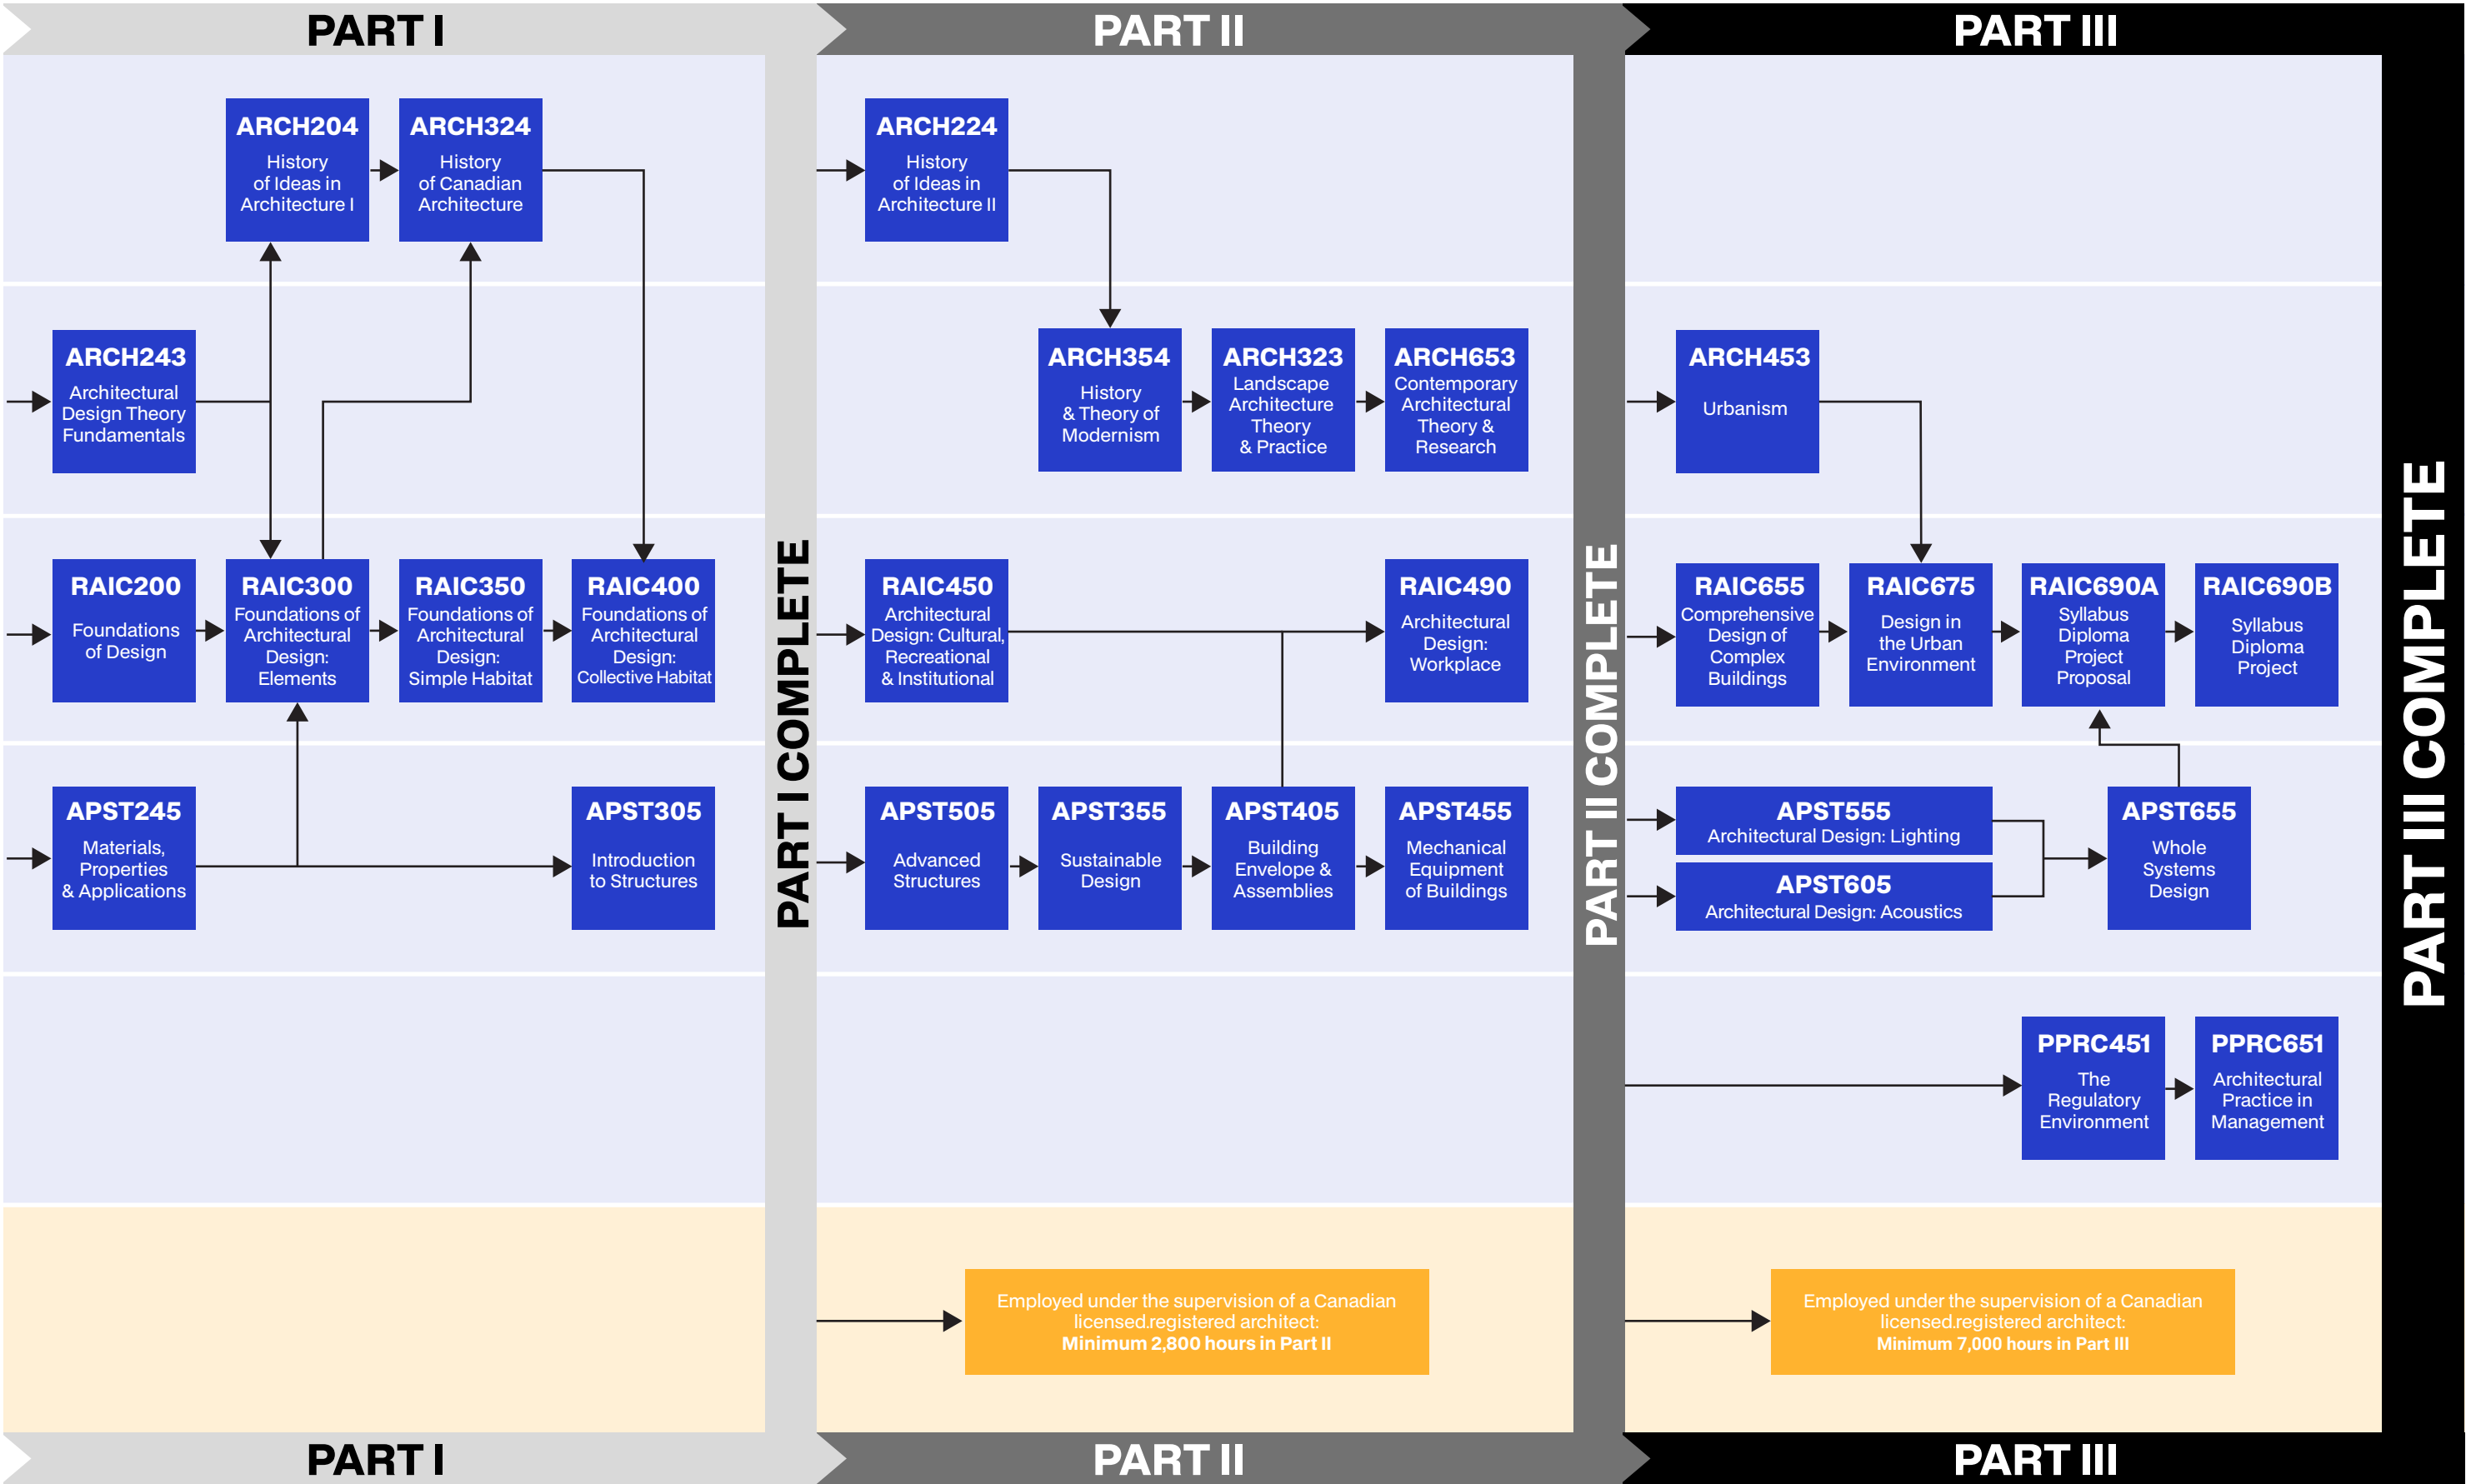 PART I
PART II
PART III
ARCH204
History
of Ideas in
Architecture I
ARCH324
History
of Canadian
Architecture
ARCH224
History
of Ideas in
Architecture II
ARCH243
Architectural
Design Theory
Fundamentals
ARCH354
History
& Theory of
Modernism
ARCH323
Landscape
Architecture
Theory
& Practice
ARCH653
Contemporary
Architectural
Theory &
Research
ARCH453
Urbanism
RAIC200
Foundations
of Design
RAIC300
Foundations of
Architectural
Design:
Elements
RAIC350
Foundations of
Architectural
Design:
Simple Habitat
RAIC400
Foundations of
Architectural
Design:
Collective Habitat
PART I COMPLETE
RAIC450
Architectural
Design: Cultural,
Recreational
& Institutional
RAIC490
Architectural
Design:
Workplace
PART III COMPLETE
RAIC655
Comprehensive
Design of
Complex
Buildings
RAIC675
Design in
the Urban
Environment
RAIC690A
Syllabus
Diploma
Project
Proposal
RAIC690B
Syllabus
Diploma
Project
PART III COMPLETE
APST245
Materials,
Properties
& Applications
APST305
Introduction
to Structures
APST505
Advanced
Structures
APST355
Sustainable
Design
APST405
Building
Envelope &
Assemblies
APST455
Mechanical
Equipment
of Buildings
APST555
Architectural Design: Lighting
APST605
Architectural Design: Acoustics
APST655
Whole
Systems
Design
PPRC451
The
Regulatory
Environment
PPRC651
Architectural
Practice in
Management
Employed under the supervision of a Canadian
licensed.registered architect:
Minimum 2,800 hours in Part II
Employed under the supervision of a Canadian
licensed.registered architect:
Minimum 7,000 hours in Part III
PART I
PART II
PART III